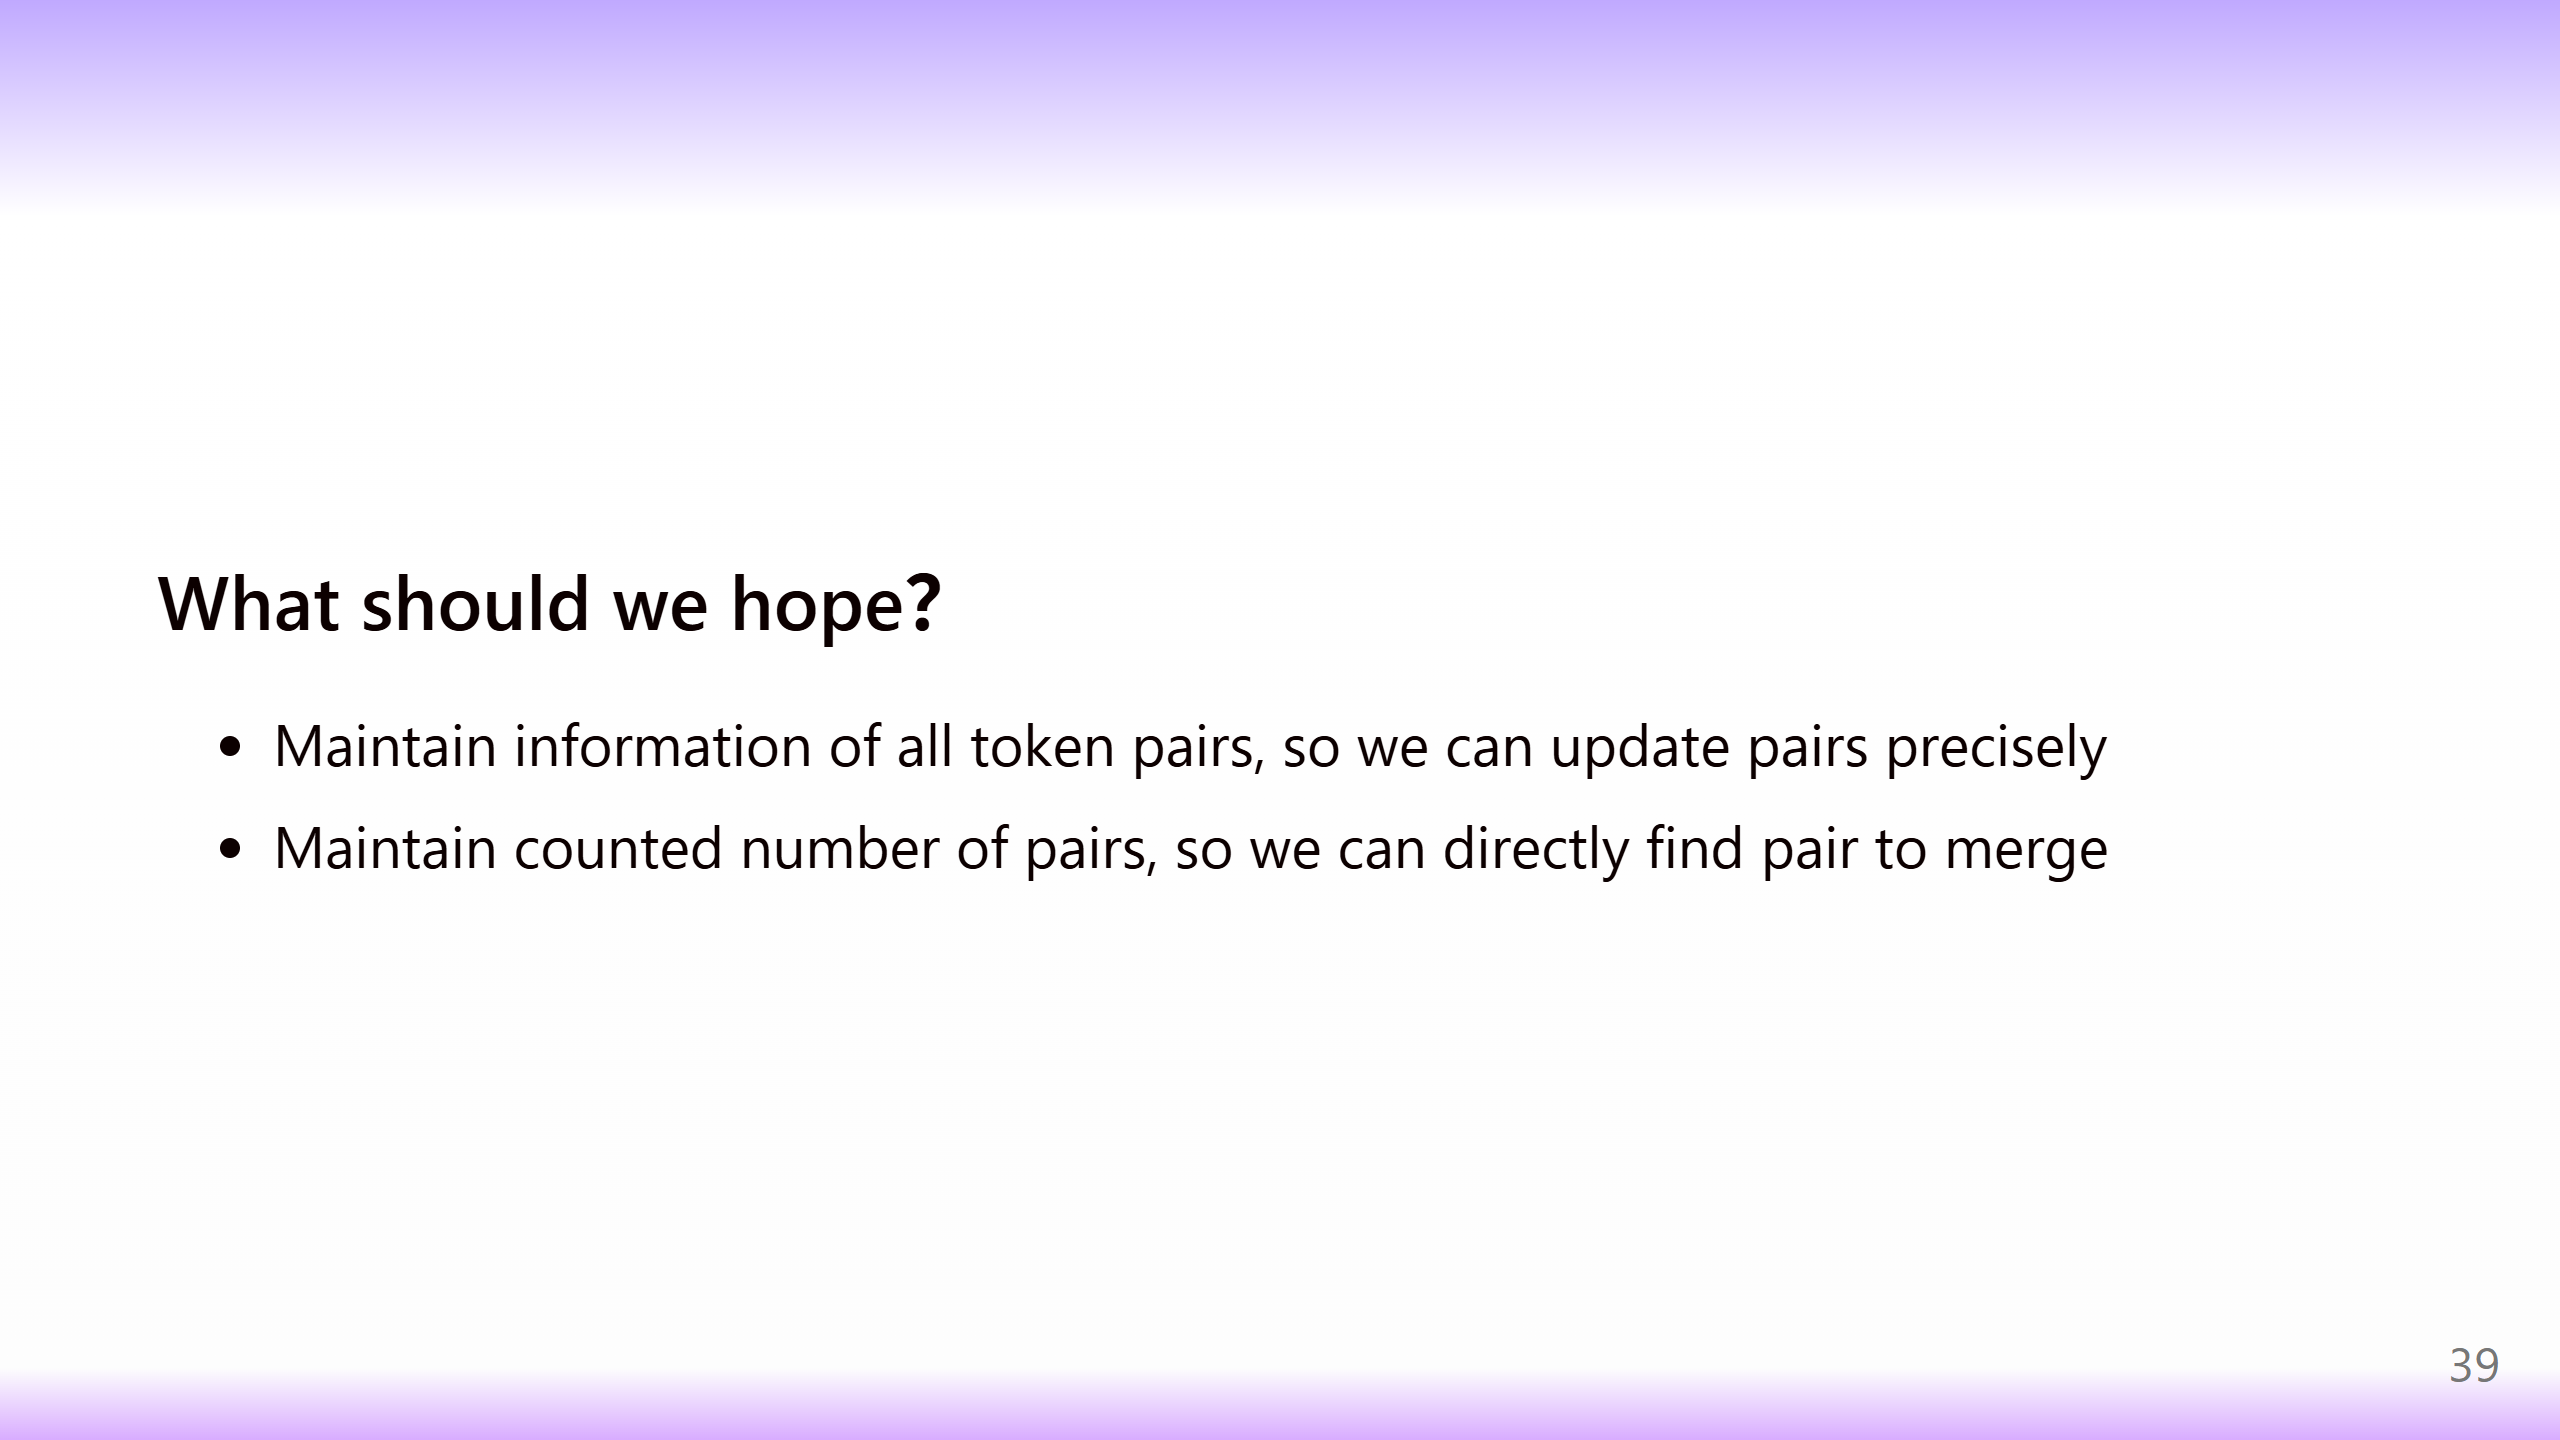 What should we hope?
• Maintain information of all token pairs, so we can update pairs precisely
• Maintain counted number of pairs, so we can directly find pair to merge
39